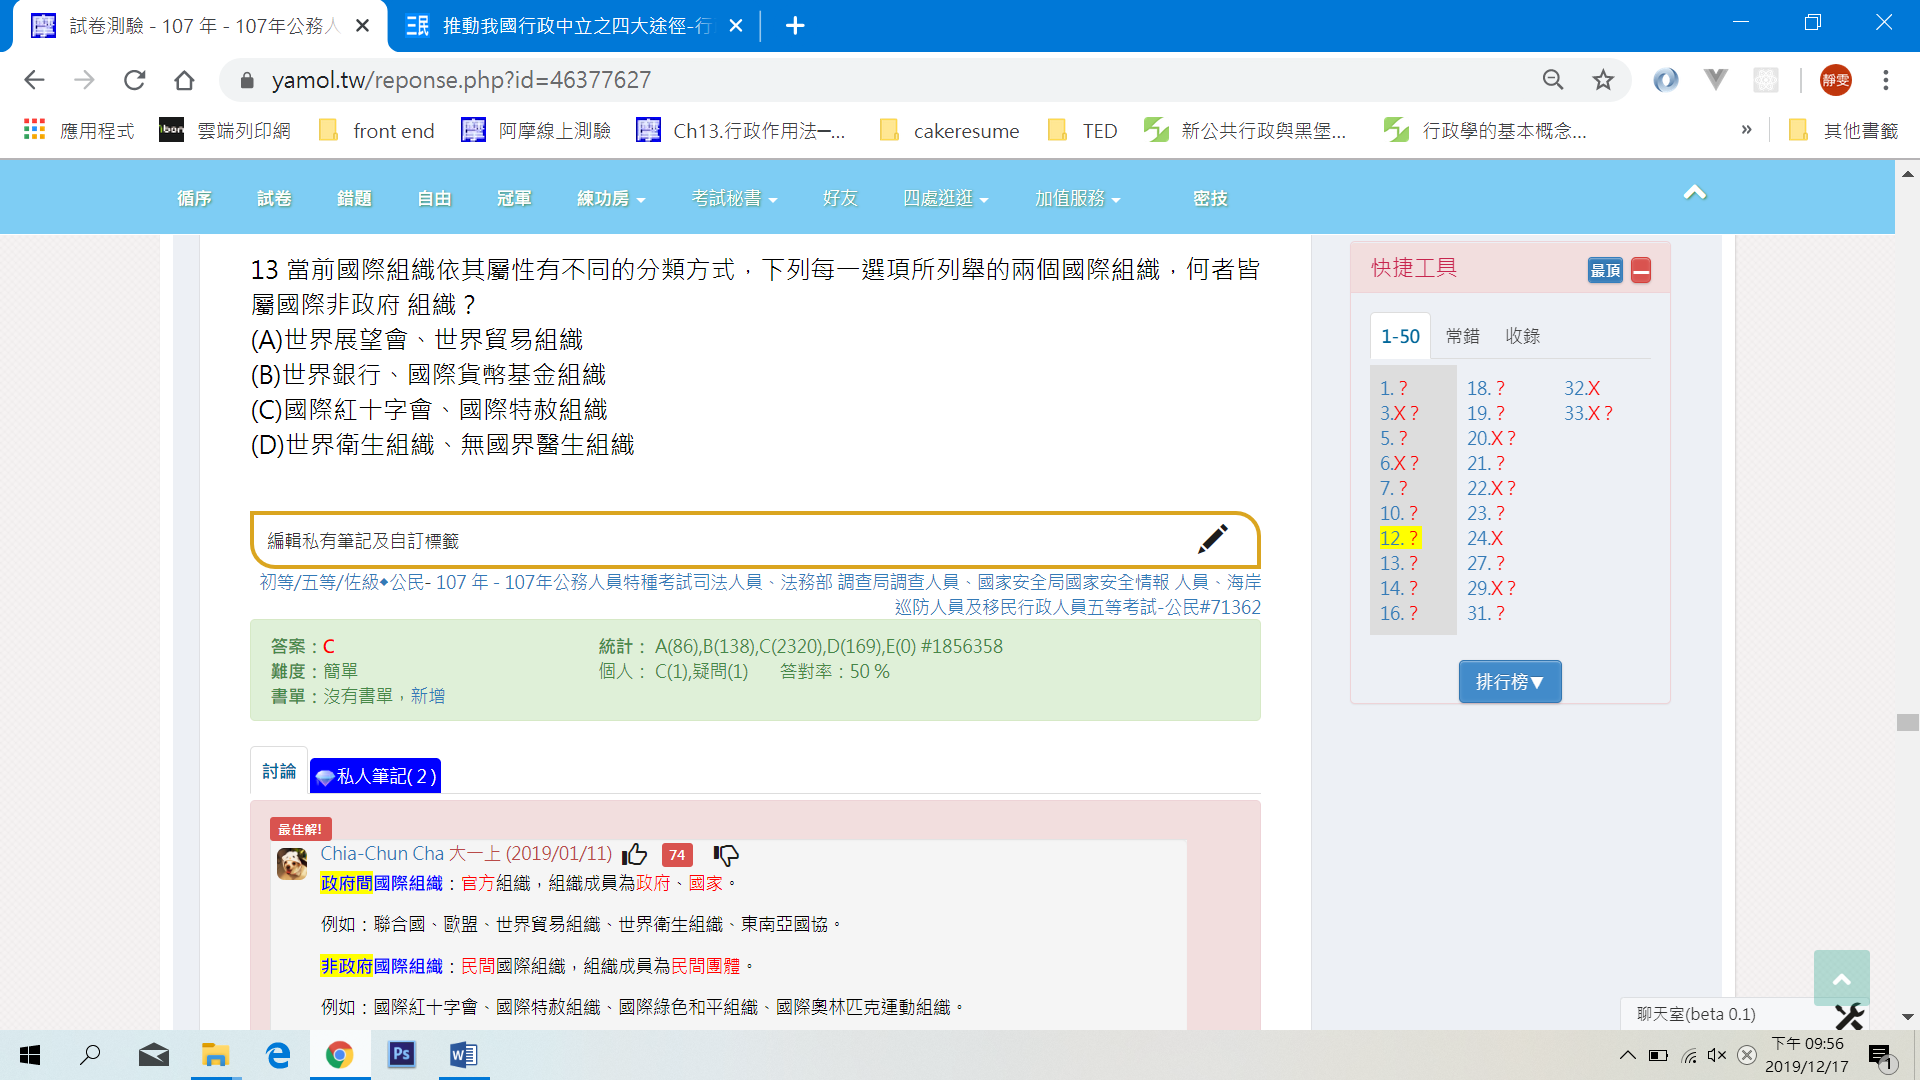 試卷測驗 - 107 年 - 107年公務人
推動我國行政中立之四大途徑-行
yamol.tw/reponse.php?id=46377627
靜雯
應用程式
ibon
雲端列印網
front end
摩
阿摩線上測驗
摩
Ch13.行政作用法─...
cakeresume
TED
新公共行政與黑堡...
行政學的基本概念...
»
其他書籤
循序 試卷 錯題 自由 冠軍 練功房 考試秘書 好友 四處逛逛 加值服務 密技
13 當前國際組織依其屬性有不同的分類方式，下列每一選項所列舉的兩個國際組織，何者皆
屬國際非政府 組織？
(A)世界展望會、世界貿易組織
(B)世界銀行、國際貨幣基金組織
(C)國際紅十字會、國際特赦組織
(D)世界衛生組織、無國界醫生組織
編輯私有筆記及自訂標籤
初等/五等/佐級◆公民- 107 年 - 107年公務人員特種考試司法人員、法務部 調查局調查人員、國家安全局國家安全情報 人員、海岸
巡防人員及移民行政人員五等考試-公民#71362
答案：C
統計： A(86),B(138),C(2320),D(169),E(0) #1856358
難度：簡單
個人： C(1),疑問(1) 答對率：50 %
書單：沒有書單，新增
討論
私人筆記( 2 )
最佳解!
Chia-Chun Cha 大一上 (2019/01/11) 74
政府間國際組織：官方組織，組織成員為政府、國家。
例如：聯合國、歐盟、世界貿易組織、世界衛生組織、東南亞國協。
非政府國際組織：民間國際組織，組織成員為民間團體。
例如：國際紅十字會、國際特赦組織、國際綠色和平組織、國際奧林匹克運動組織。
快捷工具
最頂
1-50 常錯 收錄
1. ? 18. ? 32.X
3.X ? 19. ? 33.X ?
5. ? 20.X ?
6.X ? 21. ?
7. ? 22.X ?
10. ? 23. ?
12. ? 24.X
13. ? 27. ?
14. ? 29.X ?
16. ? 31. ?
排行榜▼
聊天室(beta 0.1)
Ps
下午 09:56
2019/12/17
1